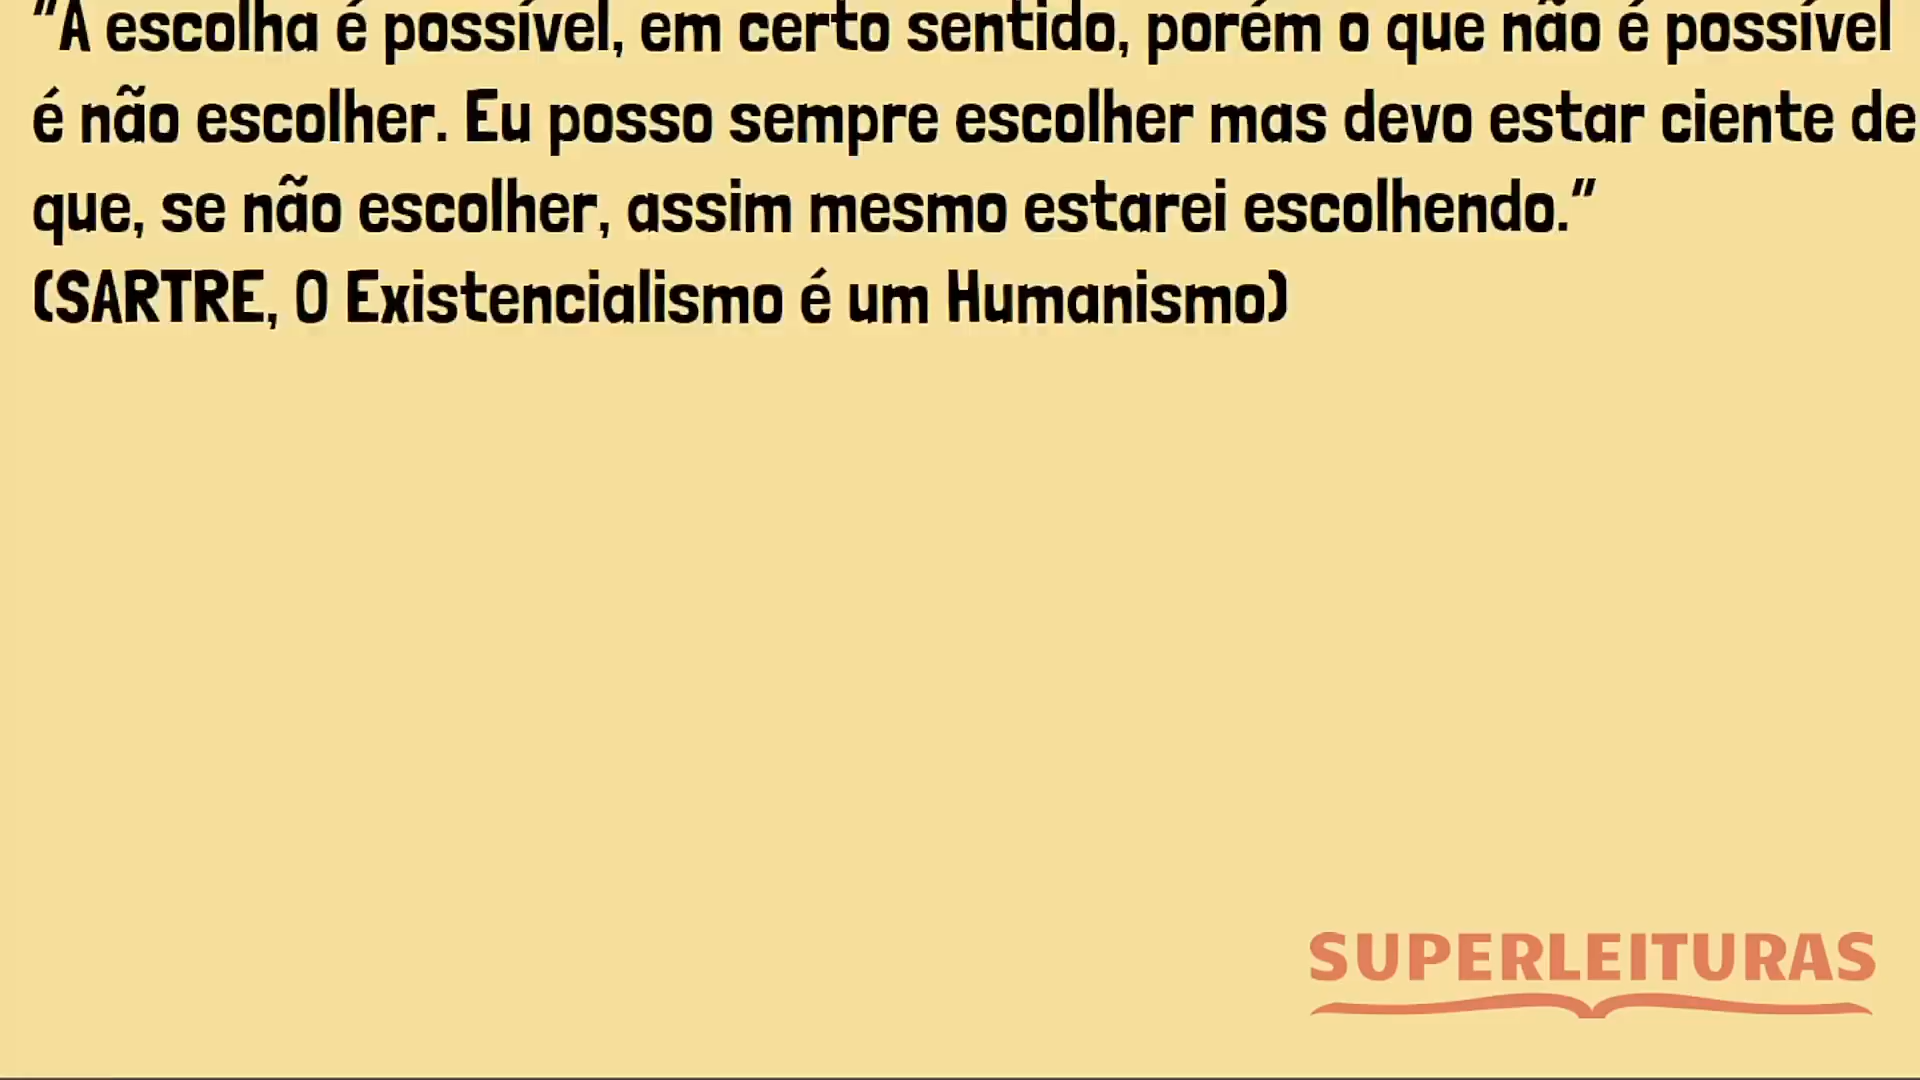 "A escolha é possível, em certo sentido, porém o que não é possível
é não escolher. Eu posso sempre escolher mas devo estar ciente de
que, se não escolher, assim mesmo estarei escolhendo."
(SARTRE, O Existencialismo é um Humanismo)
SUPERLEITURAS